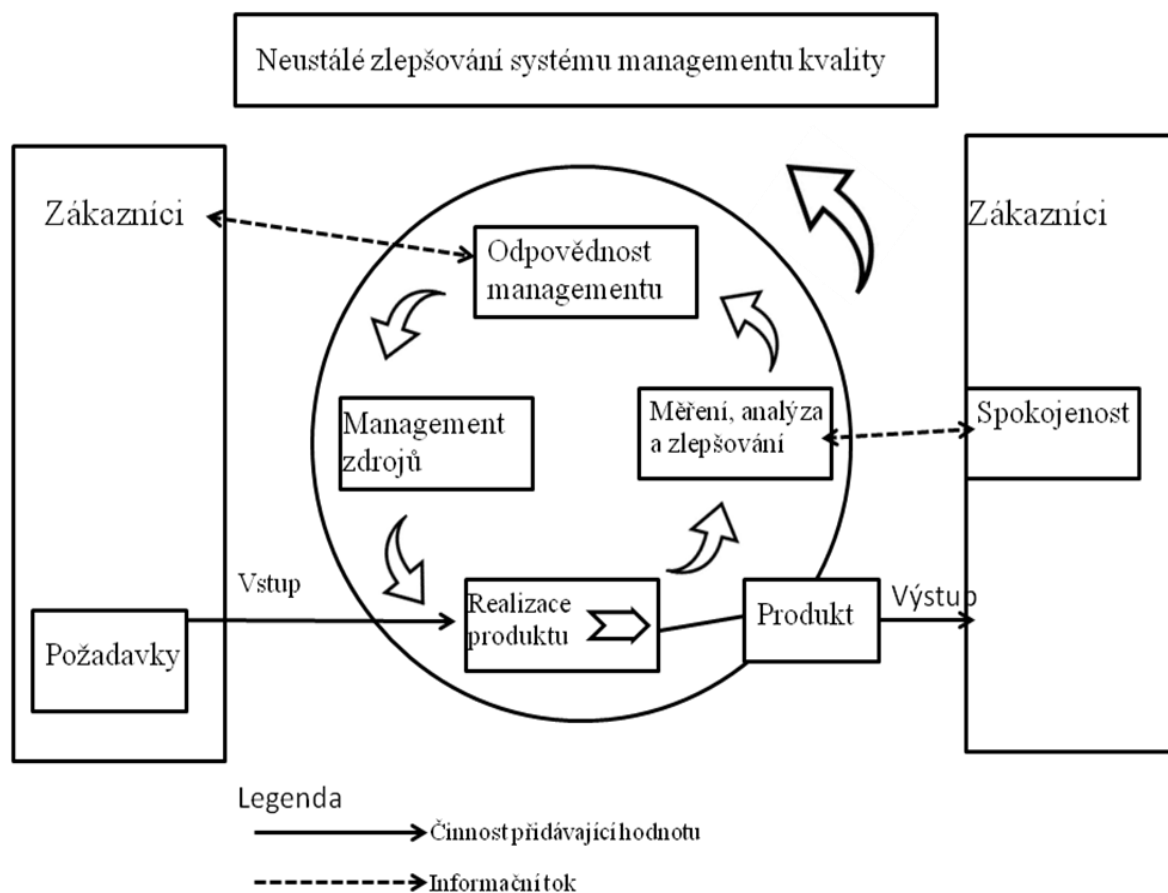 Neustálé zlepšování systému managementu kvality
Zákazníci
Zákazníci
Odpovědnost
managementu
Management
zdrojů
Měření, analýza
a zlepšování
Spokojenost
Vstup
Realizace
produktu
Produkt
Výstup
Požadavky
Legenda
Činnost přidávající hodnotu
Informační tok